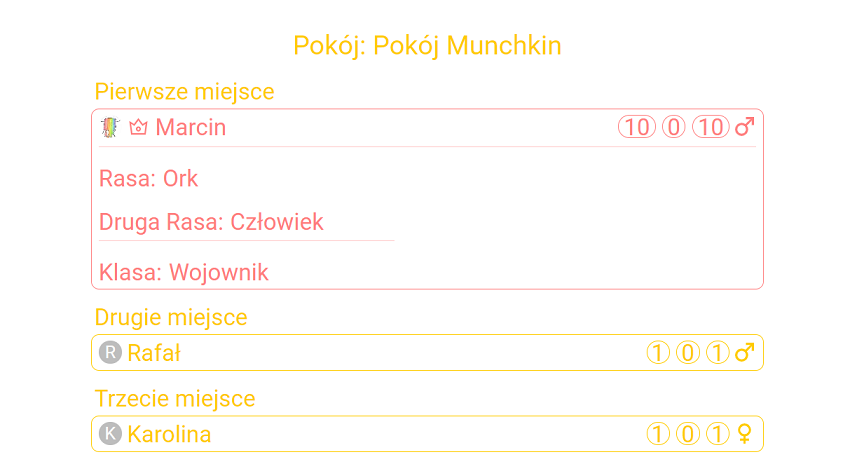 Pokój: Pokój Munchkin
Pierwsze miejsce
Marcin 10 0 10
Rasa: Ork
Druga Rasa: Człowiek
Klasa: Wojownik
Drugie miejsce
R Rafał 1 0 1
Trzecie miejsce
K Karolina 1 0 1